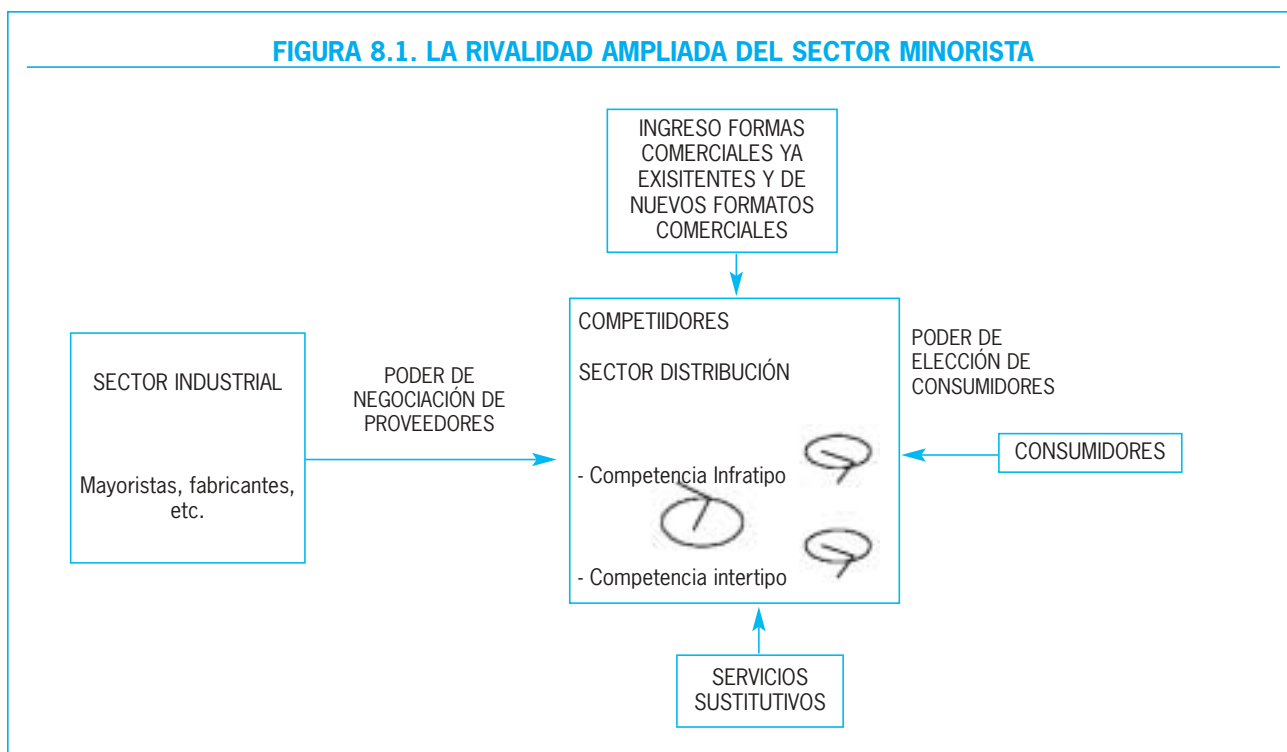 FIGURA 8.1. LA RIVALIDAD AMPLIADA DEL SECTOR MINORISTA
INGRESO FORMAS
COMERCIALES YA
EXISITENTES Y DE
NUEVOS FORMATOS
COMERCIALES
SECTOR INDUSTRIAL
Mayoristas, fabricantes,
etc.
PODER DE
NEGOCIACIÓN DE
PROVEEDORES
COMPETIIDORES
SECTOR DISTRIBUCIÓN
- Competencia Infratipo
- Competencia intertipo
PODER DE
ELECCIÓN DE
CONSUMIDORES
CONSUMIDORES
SERVICIOS
SUSTITUTIVOS